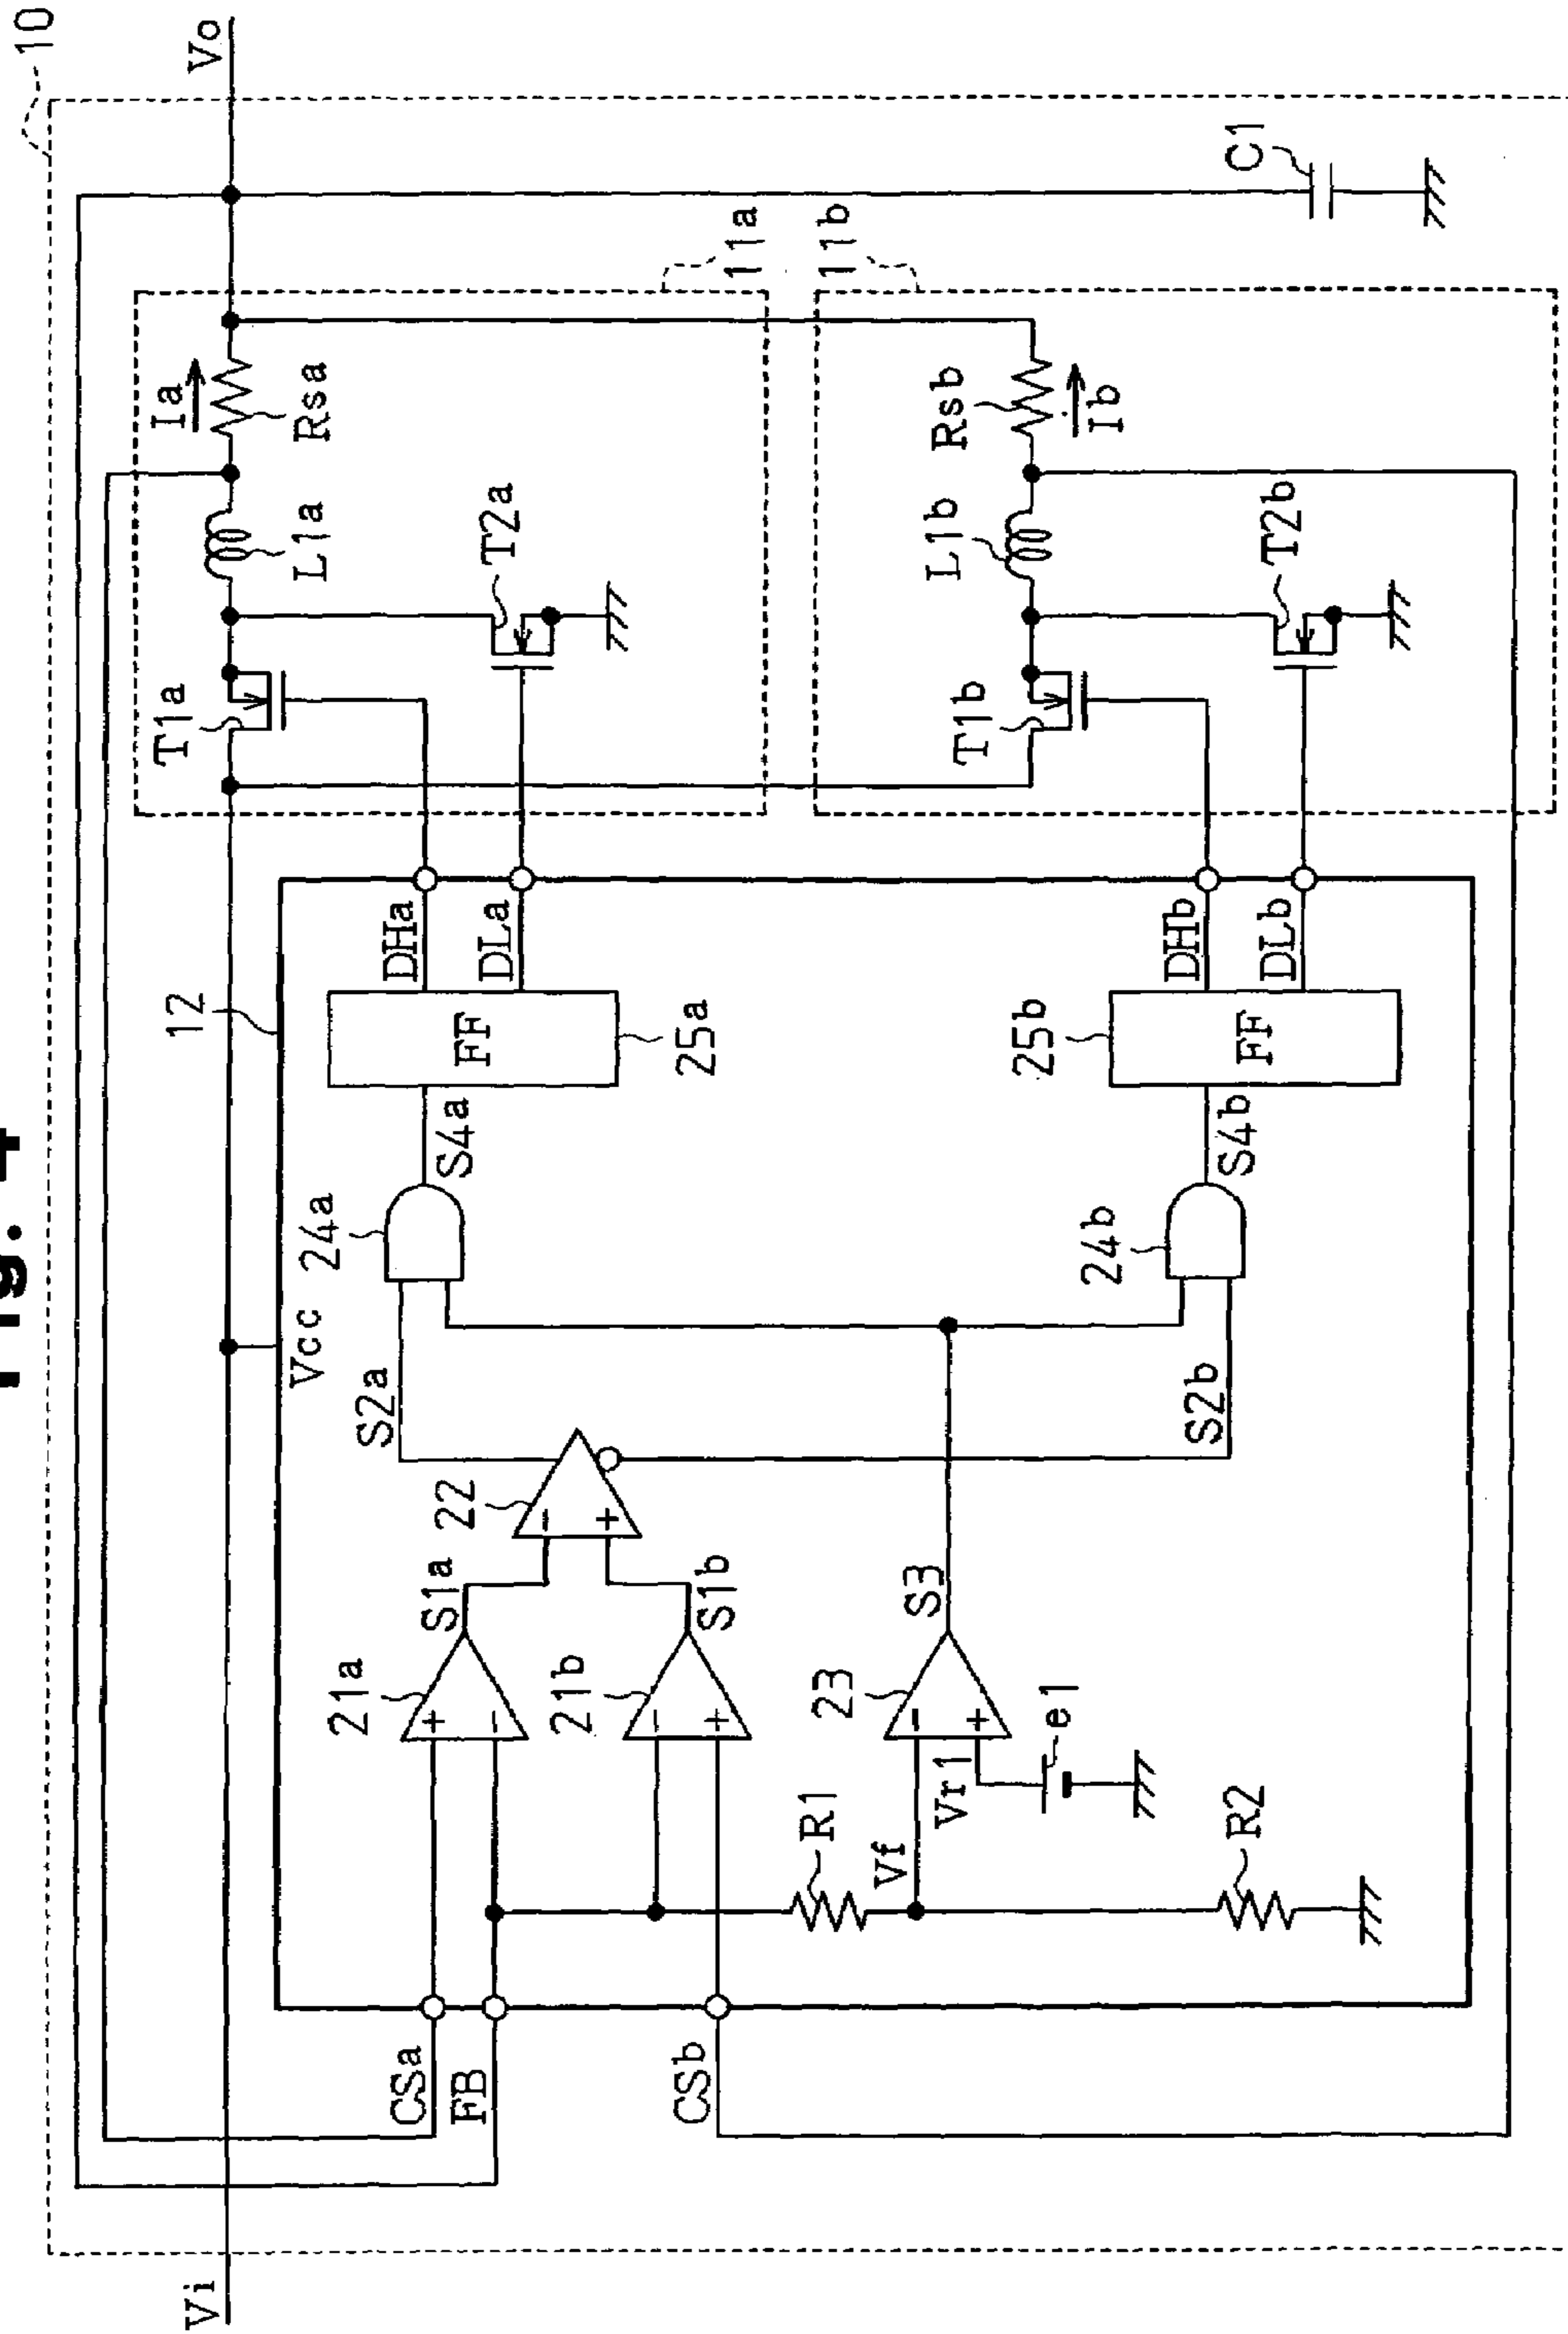 Fig. 4
10
Vi
Vo
12
Vcc
T1a
L1a
Ia
Rsa
T2a
11a
11b
C1
CSa
FB
CSb
21a
S1a
21b
S1b
22
S2a
S2b
24a
S4a
FF
25a
DHa
DLa
R1
Vf
Vr1
e1
R2
23
S3
24b
S4b
25b
FF
DHb
DLb
T1b
L1b
Rsb
Ib
T2b